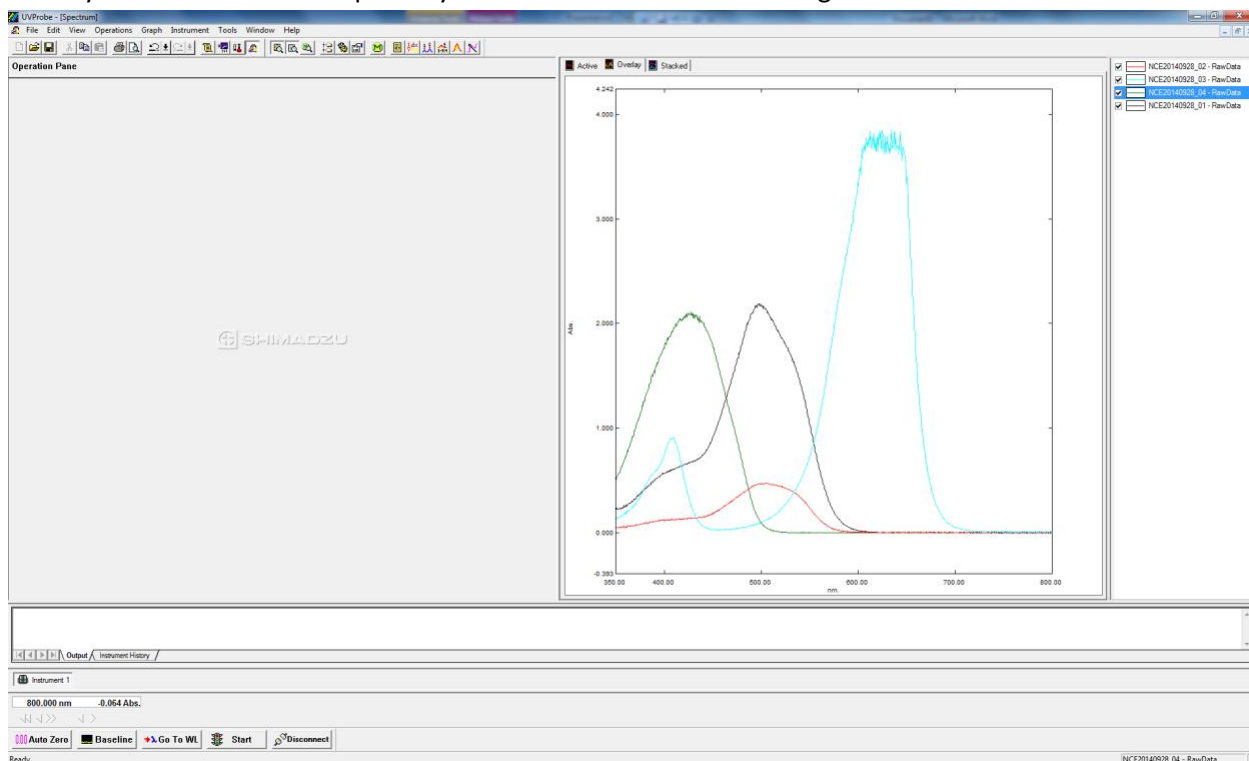 UVProbe - [Spectrum]
File Edit View Operations Graph Instrument Tools Window Help
Operation Pane
Active Overlay Stacked
NCE20140928_02 - RawData
NCE20140928_03 - RawData
NCE20140928_04 - RawData
NCE20140928_01 - RawData
4.242
4.000
3.000
Abs.
2.000
1.000
0.000
-0.393
350.00 400.00 500.00 600.00 700.00 800.00
nm.
SHIMADZU
Output Instrument History
Instrument 1
800.000 nm -0.064 Abs.
Auto Zero Baseline Go To WL Start Disconnect
Ready
NCE20140928_04 - RawData